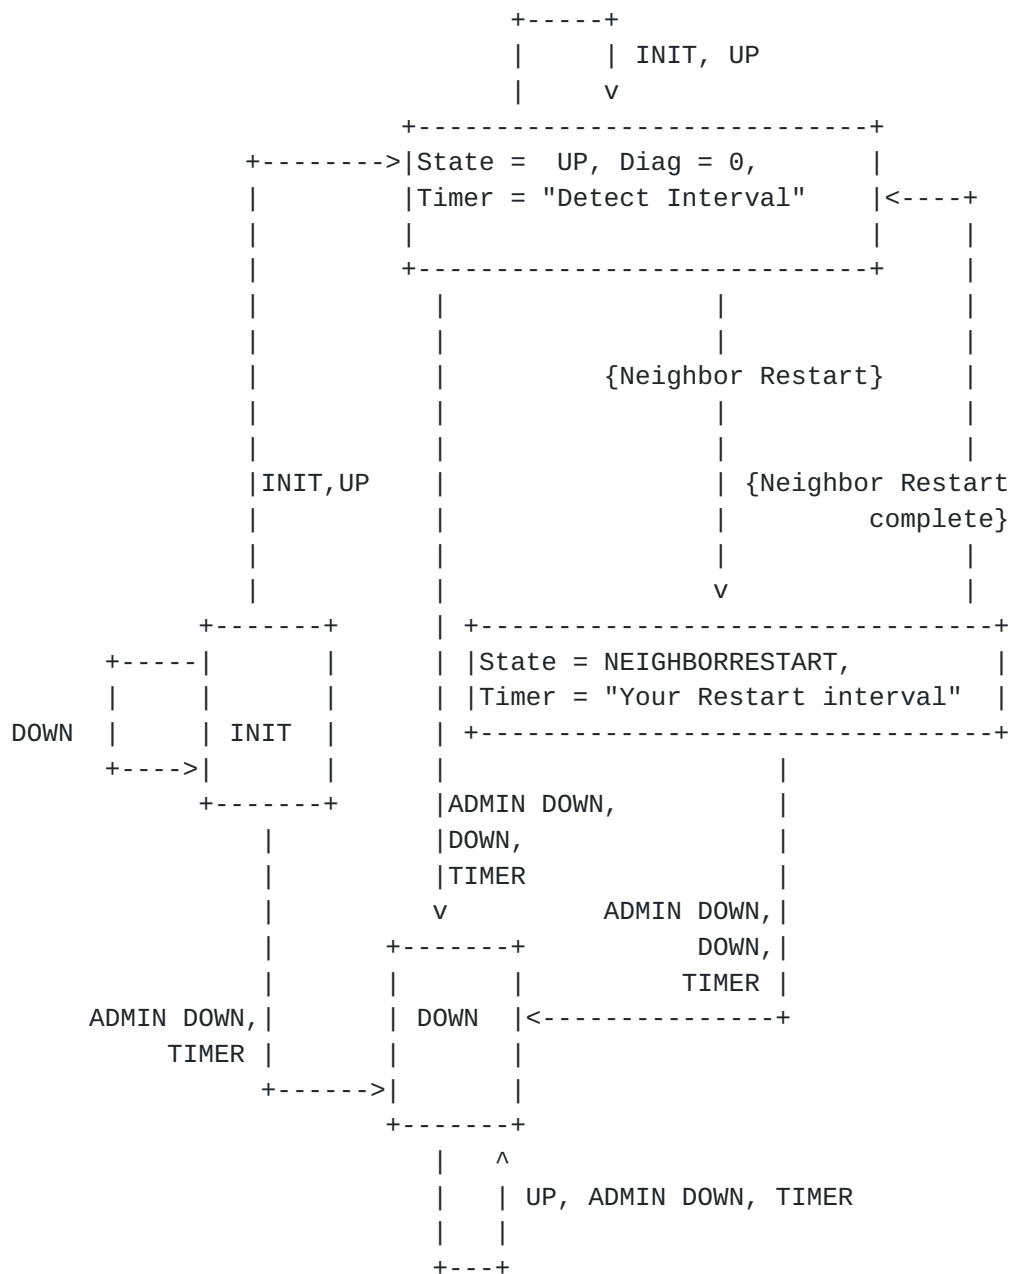 INIT, UP
State =  UP, Diag = 0,
Timer = "Detect Interval"
{Neighbor Restart}
INIT,UP
{Neighbor Restart
complete}
State = NEIGHBORRESTART,
Timer = "Your Restart interval"
DOWN
INIT
ADMIN DOWN,
DOWN,
TIMER
ADMIN DOWN,
DOWN,
TIMER
ADMIN DOWN,
TIMER
DOWN
UP, ADMIN DOWN, TIMER